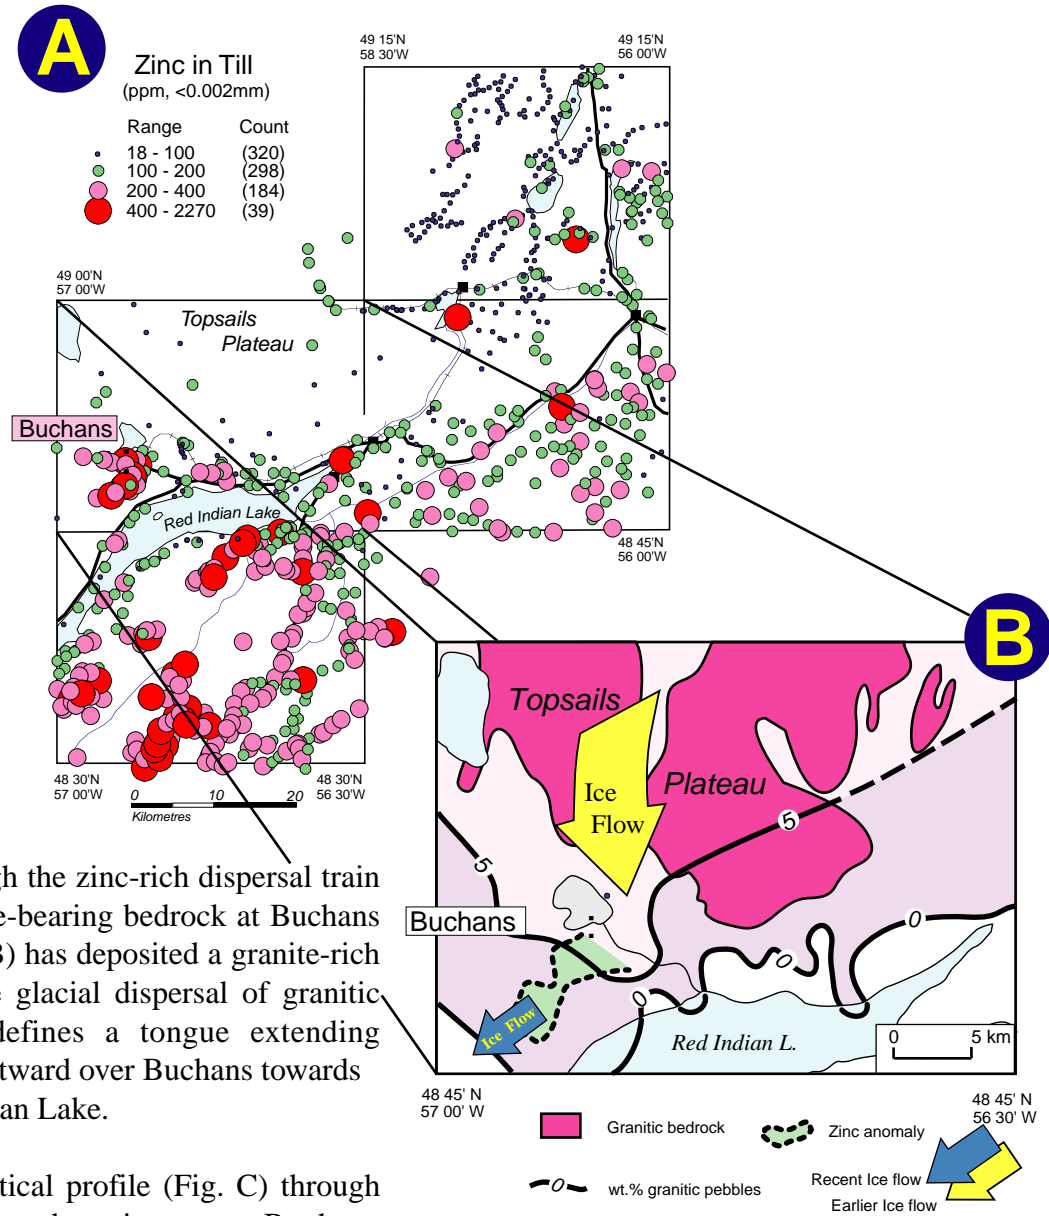 A
Zinc in Till
(ppm, <0.002mm)
Range Count
18 - 100 (320)
100 - 200 (298)
200 - 400 (184)
400 - 2270 (39)
49 15'N
58 30'W
49 15'N
56 00'W
49 00'N
57 00'W
Topsails
Plateau
Buchans
Red Indian Lake
48 45'N
56 00'W
48 30'N
57 00'W
48 30'N
56 30'W
0 10 20
Kilometres
B
Topsails
Plateau
Ice
Flow
5
5
Buchans
0
0
0
Ice Flow
Red Indian L.
0 5 km
48 45' N
57 00' W
48 45' N
56 30' W
Granitic bedrock
Zinc anomaly
0 wt.% granitic pebbles
Recent Ice flow
Earlier Ice flow
the zinc-rich dispersal train
-bearing bedrock at Buchans
) has deposited a granite-rich
glacial dispersal of granitic
defines a tongue extending
tward over Buchans towards
an Lake.
tical profile (Fig. C) through